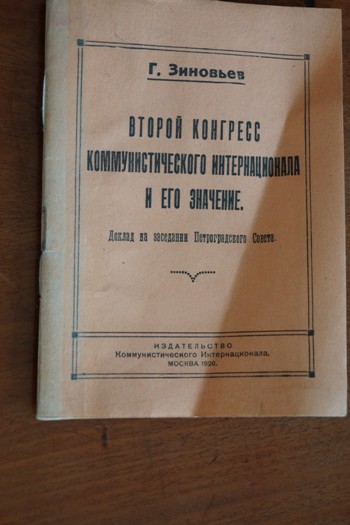 Г. Зиновьев
ВТОРОЙ КОНГРЕСС
КОММУНИСТИЧЕСКОГО ИНТЕРНАЦИОНАЛА
И ЕГО ЗНАЧЕНИЕ.
Доклад на заседании Петроградского Совета.
ИЗДАТЕЛЬСТВО
Коммунистического Интернационала,
МОСКВА 1920.